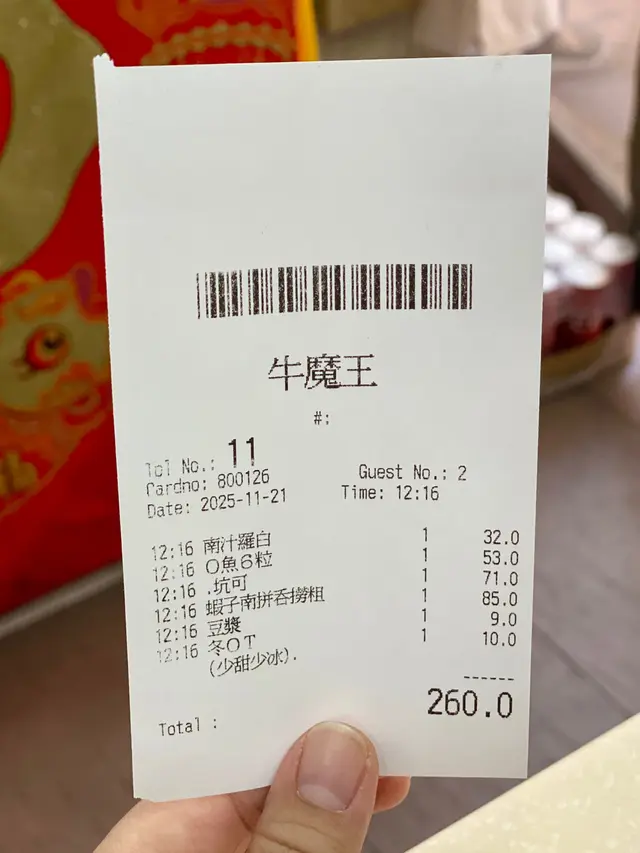 牛魔王
#:
Tbl No.: 11
Cardno: 800126
Guest No.: 2
Date: 2025-11-21
Time: 12:16
12:16 南汁羅白 1 32.0
12:16 O魚6粒 1 53.0
12:16 .坑可 1 71.0
12:16 蝦子南拼吞撈粗 1 85.0
12:16 豆漿 1 9.0
12:16 冬OT 1 10.0
(少甜少冰).
------
Total : 260.0